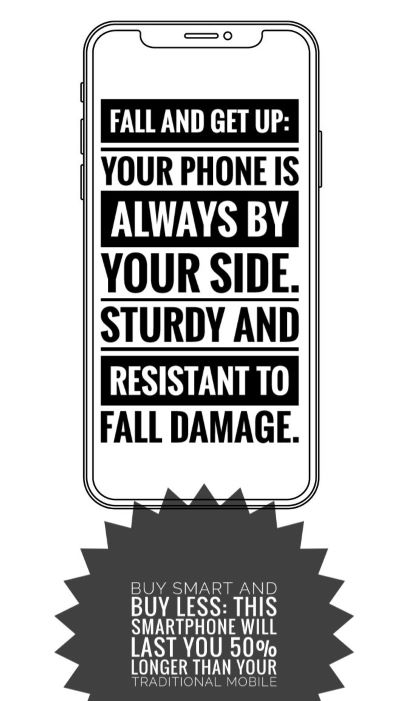 FALL AND GET UP:
YOUR PHONE IS
ALWAYS BY
YOUR SIDE.
STURDY AND
RESISTANT TO
FALL DAMAGE.
BUY SMART AND
BUY LESS: THIS
SMARTPHONE WILL
LAST YOU 50%
LONGER THAN YOUR
TRADITIONAL MOBILE